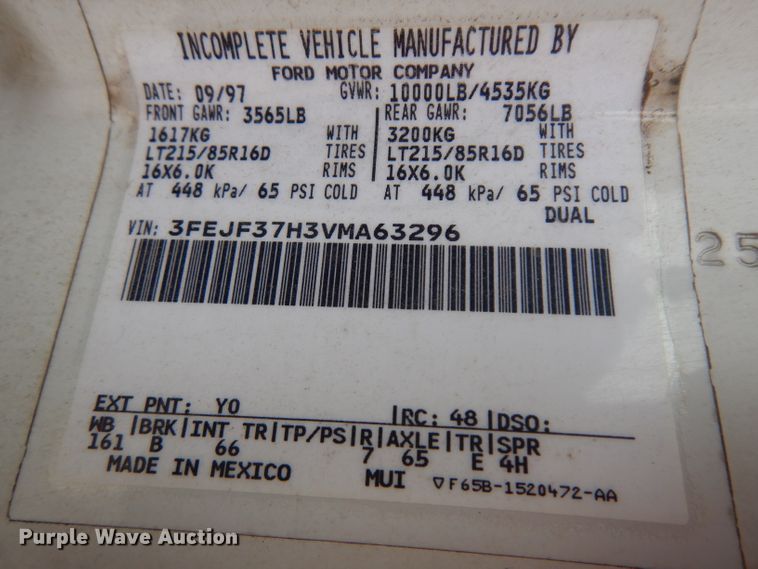 INCOMPLETE VEHICLE MANUFACTURED BY
FORD MOTOR COMPANY
DATE: 09/97 GVWR: 10000LB/4535KG
FRONT GAWR: 3565LB REAR GAWR: 7056LB
1617KG WITH 3200KG WITH
LT215/85R16D TIRES LT215/85R16D TIRES
16X6.0K RIMS 16X6.0K RIMS
AT 448 kPa/ 65 PSI COLD AT 448 kPa/ 65 PSI COLD
DUAL
VIN: 3FEJF37H3VMA63296
25
EXT PNT: YO RC: 48 DSO:
WB BRK INT TR TP/PS R AXLE TR SPR
161 B 66 7 65 E 4H
MADE IN MEXICO MUI ▽F65B-1520472-AA
Purple Wave Auction